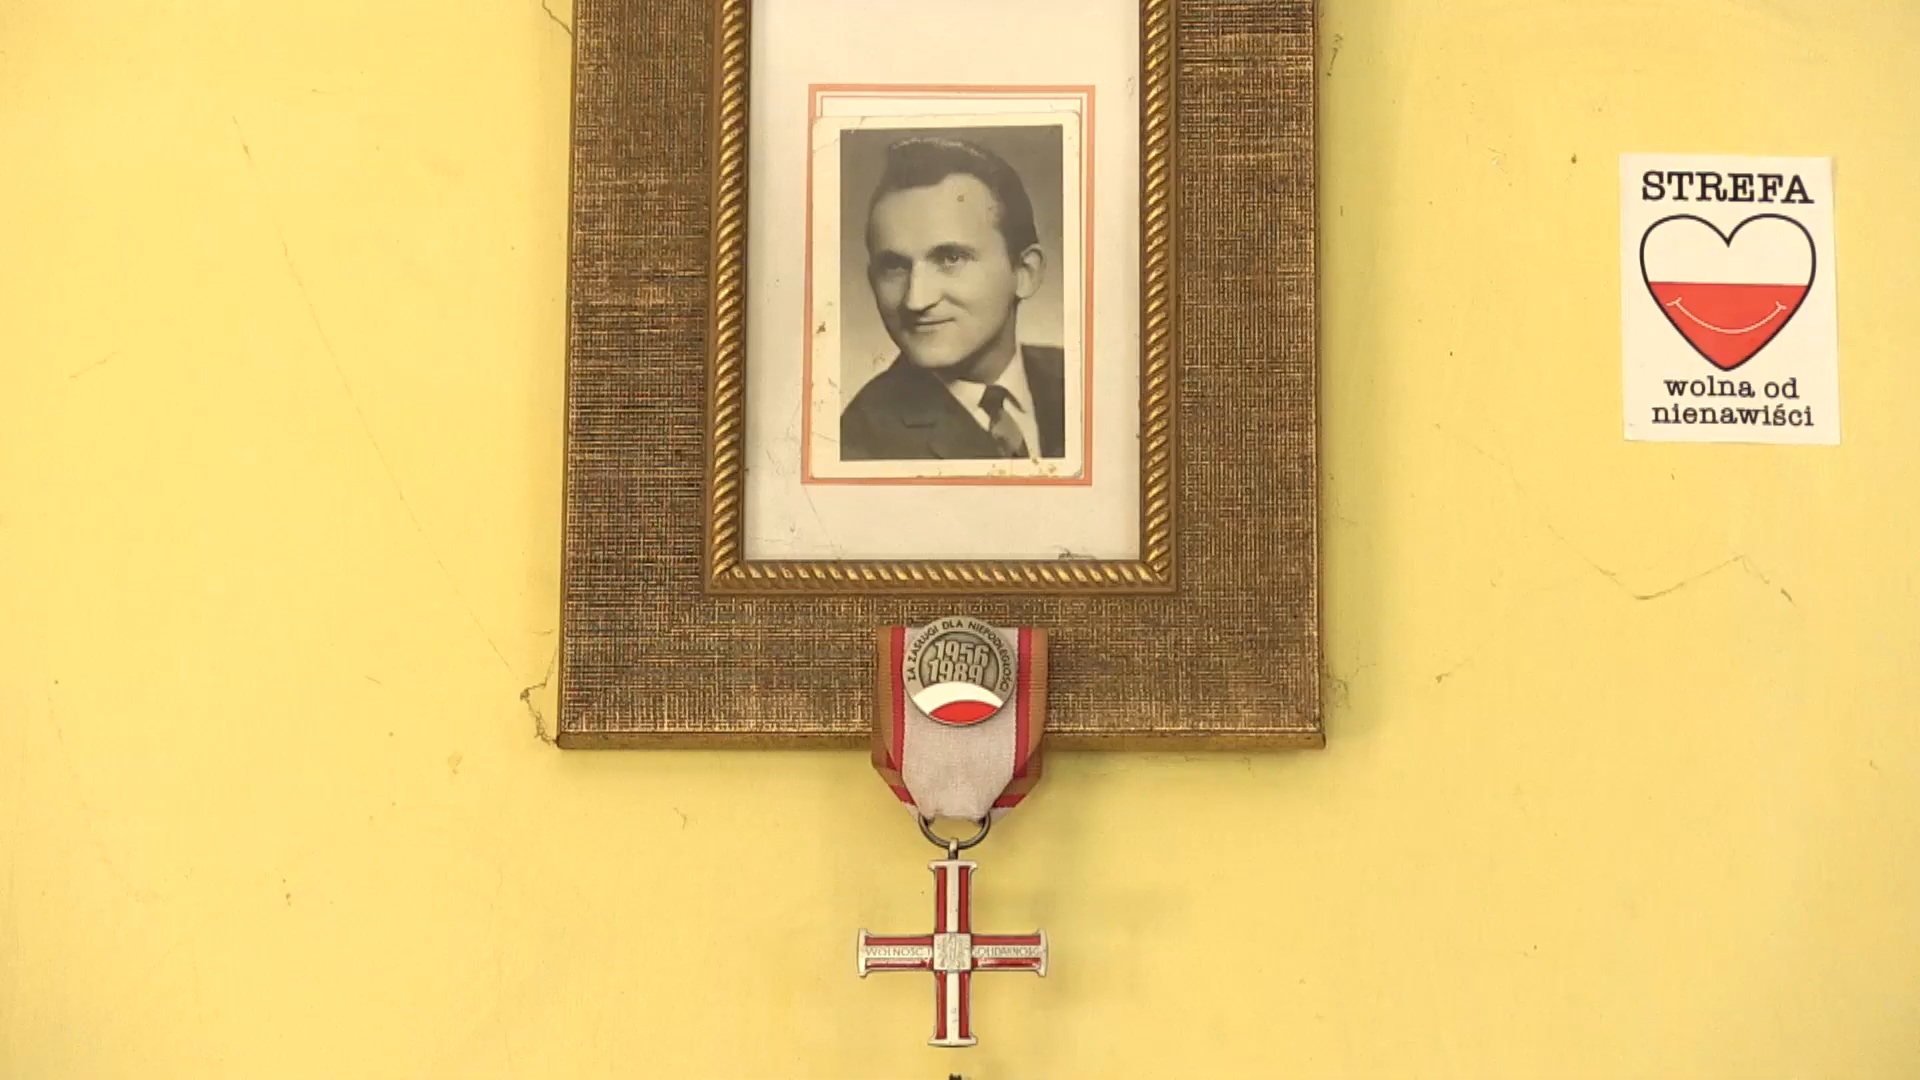 STREFA
wolna od
nienawiści
ZA ZASŁUGI DLA NIEPODLEGŁOŚCI
1956
1989
WOLNOŚĆ I SOLIDARNOŚĆ